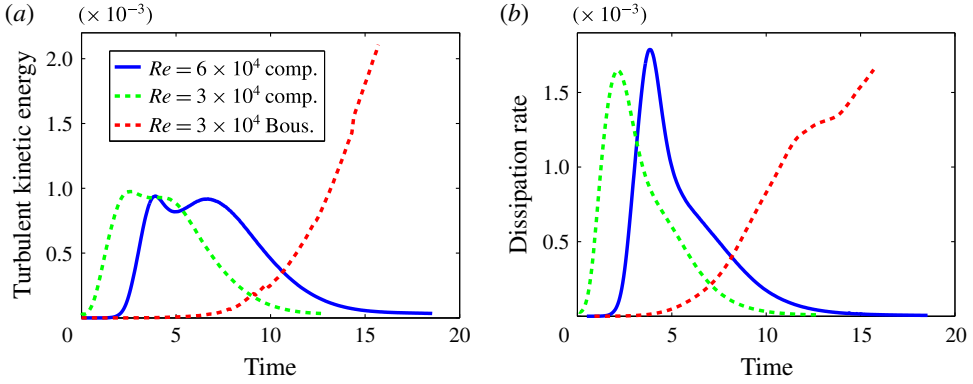 (a)
(× 10⁻³)
Turbulent kinetic energy
2.0
1.5
1.0
0.5
0
5
10
15
20
Time
Re = 6 × 10⁴ comp.
Re = 3 × 10⁴ comp.
Re = 3 × 10⁴ Bous.
(b)
(× 10⁻³)
Dissipation rate
1.5
1.0
0.5
0
5
10
15
20
Time